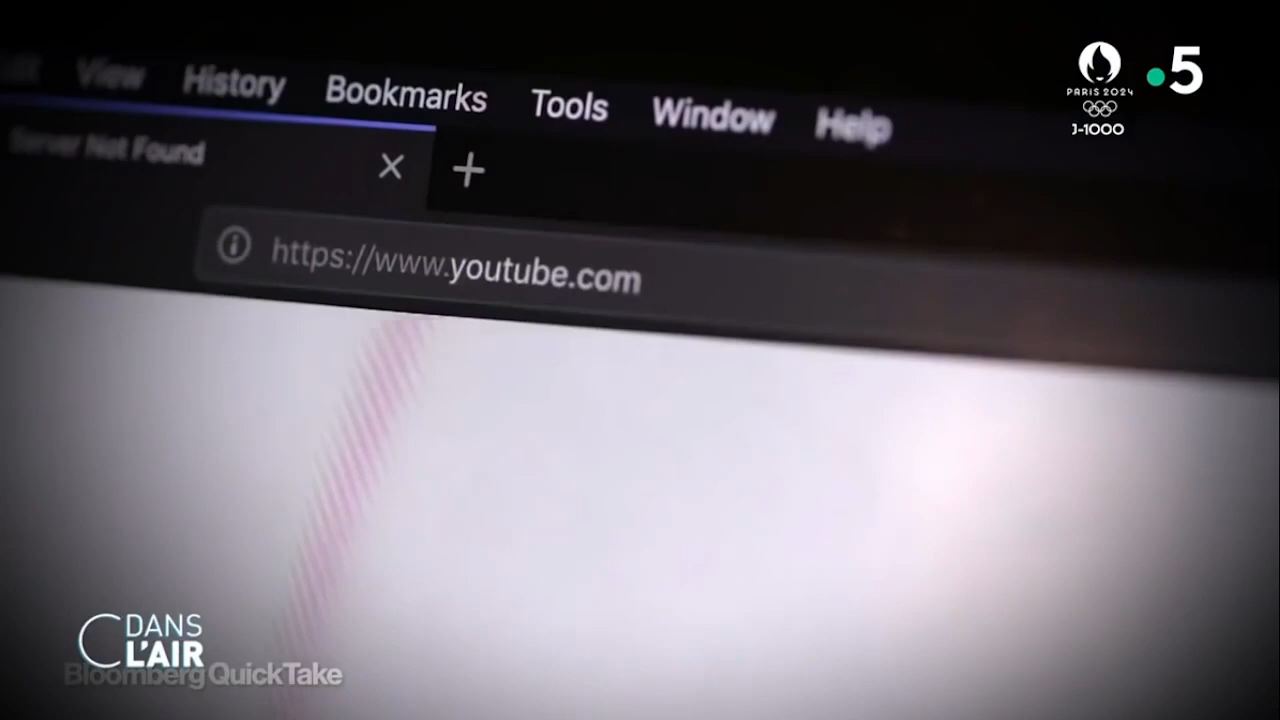 View History Bookmarks Tools Window Help
Server Not Found
https://www.youtube.com
PARIS 2024
J-1000
5
C DANS
L'AIR
Bloomberg QuickTake